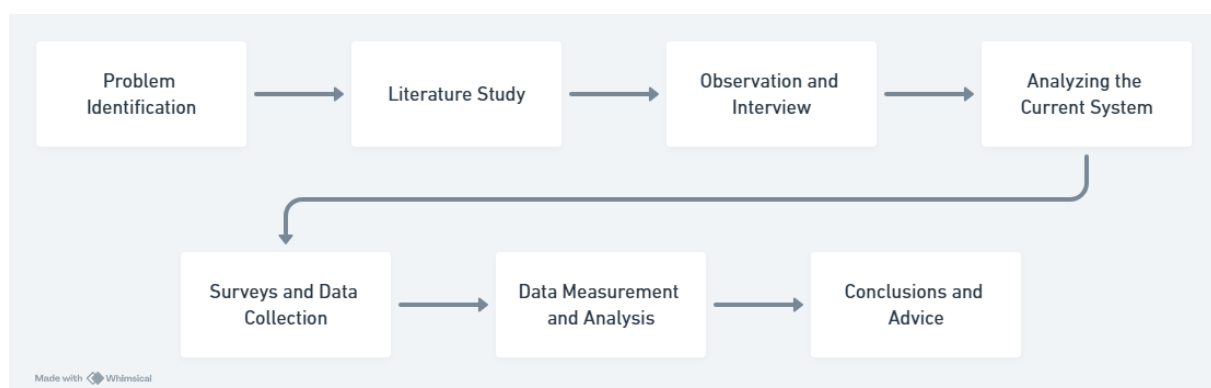 Problem
Identification
Literature Study
Observation and
Interview
Analyzing the
Current System
Surveys and Data
Collection
Data Measurement
and Analysis
Conclusions and
Advice
Made with Whimsical